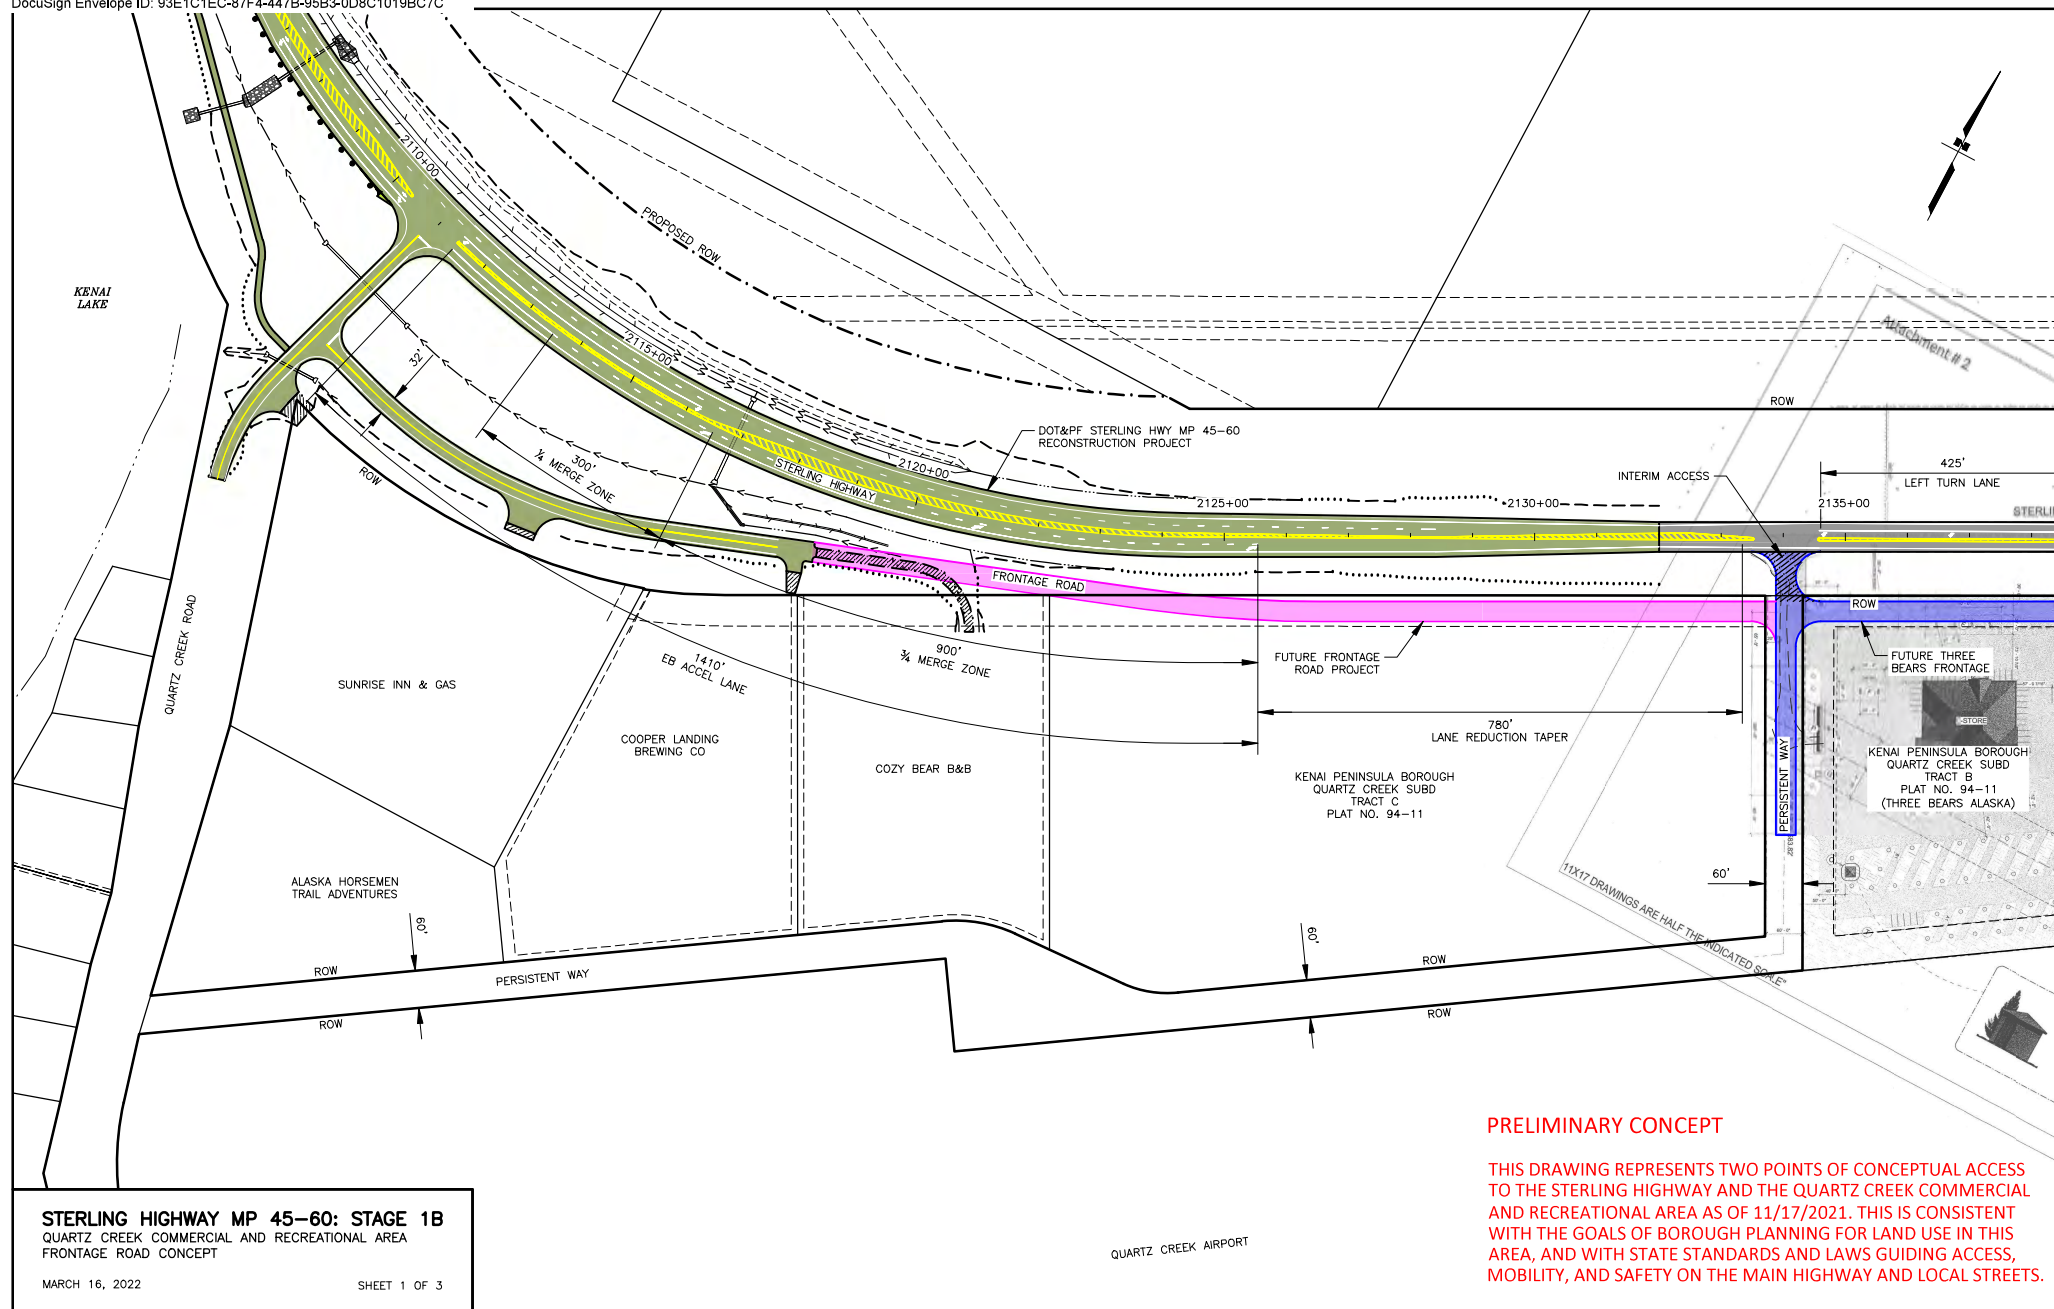 DocuSign Envelope ID: 93E1C1EC-87F4-447B-95B3-0D8C1019BC7C
KENAI
LAKE
2110+00
PROPOSED ROW
2115+00
32'
300'
¼ MERGE ZONE
STERLING HIGHWAY
2120+00
DOT&PF STERLING HWY MP 45-60
RECONSTRUCTION PROJECT
2125+00
2130+00
INTERIM ACCESS
2135+00
425'
LEFT TURN LANE
ROW
Attachment # 2
ROW
FRONTAGE ROAD
ROW
QUARTZ CREEK ROAD
SUNRISE INN & GAS
1410'
EB ACCEL LANE
900'
¾ MERGE ZONE
FUTURE FRONTAGE
ROAD PROJECT
FUTURE THREE
BEARS FRONTAGE
780'
LANE REDUCTION TAPER
COOPER LANDING
BREWING CO
COZY BEAR B&B
KENAI PENINSULA BOROUGH
QUARTZ CREEK SUBD
TRACT C
PLAT NO. 94-11
PERSISTENT WAY
KENAI PENINSULA BOROUGH
QUARTZ CREEK SUBD
TRACT B
PLAT NO. 94-11
(THREE BEARS ALASKA)
ALASKA HORSEMEN
TRAIL ADVENTURES
60'
60'
60'
11X17 DRAWINGS ARE HALF THE INDICATED SCALE"
ROW
PERSISTENT WAY
ROW
ROW
ROW
PRELIMINARY CONCEPT
THIS DRAWING REPRESENTS TWO POINTS OF CONCEPTUAL ACCESS
TO THE STERLING HIGHWAY AND THE QUARTZ CREEK COMMERCIAL
AND RECREATIONAL AREA AS OF 11/17/2021. THIS IS CONSISTENT
WITH THE GOALS OF BOROUGH PLANNING FOR LAND USE IN THIS
AREA, AND WITH STATE STANDARDS AND LAWS GUIDING ACCESS,
MOBILITY, AND SAFETY ON THE MAIN HIGHWAY AND LOCAL STREETS.
STERLING HIGHWAY MP 45-60: STAGE 1B
QUARTZ CREEK COMMERCIAL AND RECREATIONAL AREA
FRONTAGE ROAD CONCEPT
MARCH 16, 2022
SHEET 1 OF 3
QUARTZ CREEK AIRPORT